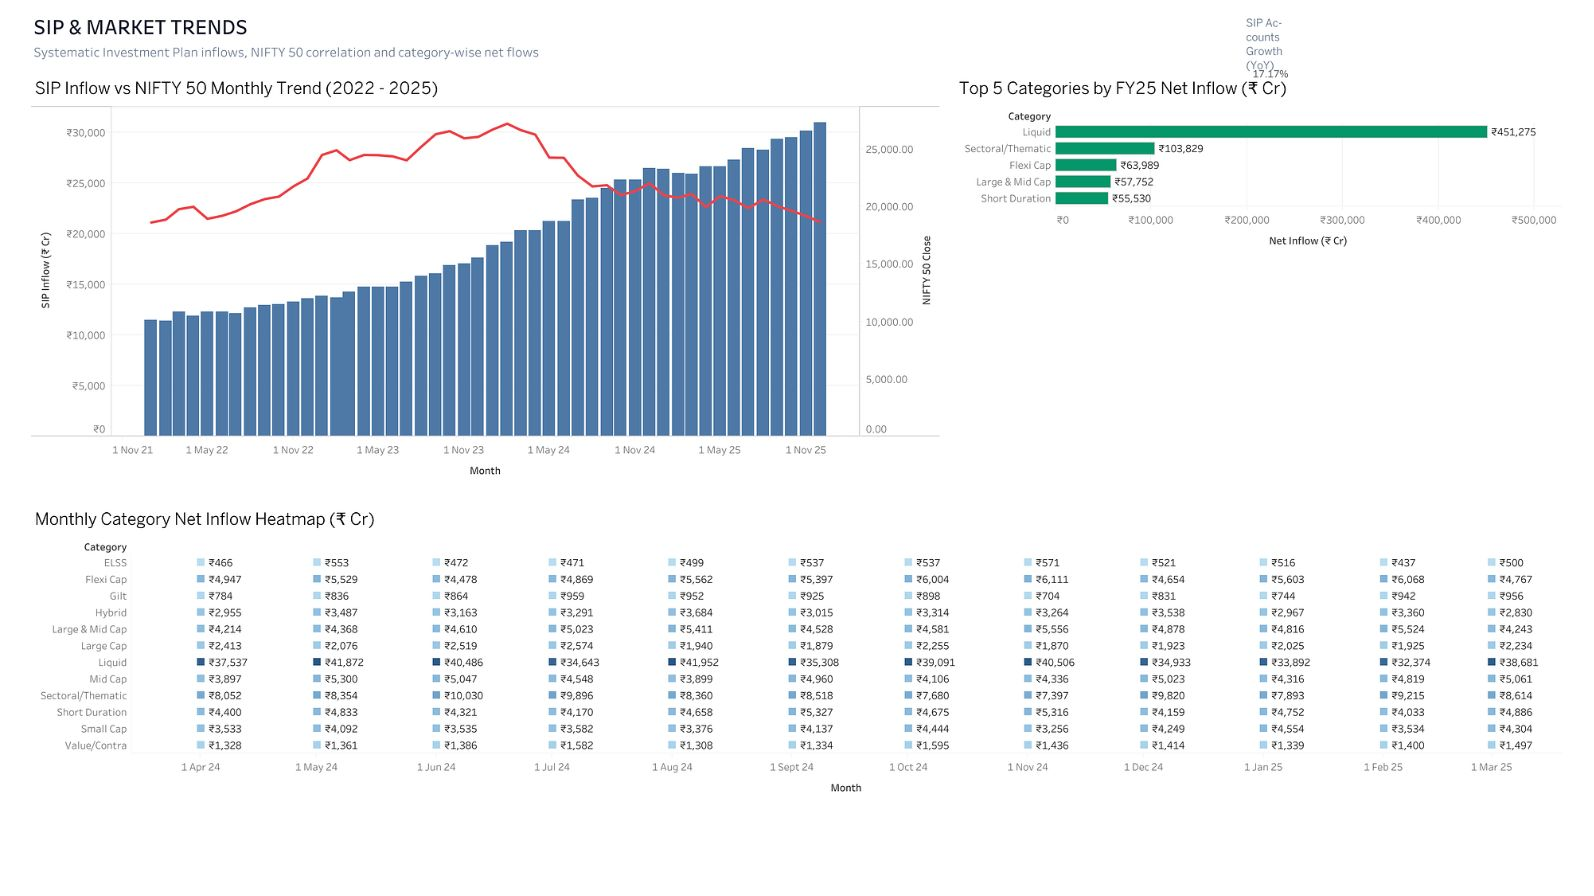 SIP & MARKET TRENDS
Systematic Investment Plan inflows, NIFTY 50 correlation and category-wise net flows
SIP Ac-
counts
Growth
(YoY)
17.17%
SIP Inflow vs NIFTY 50 Monthly Trend (2022 - 2025)
₹30,000
₹25,000
₹20,000
₹15,000
₹10,000
₹5,000
₹0
SIP Inflow (₹ Cr)
25,000.00
20,000.00
15,000.00
10,000.00
5,000.00
0.00
NIFTY 50 Close
1 Nov 21 1 May 22 1 Nov 22 1 May 23 1 Nov 23 1 May 24 1 Nov 24 1 May 25 1 Nov 25
Month
Top 5 Categories by FY25 Net Inflow (₹ Cr)
Category
Liquid ₹451,275
Sectoral/Thematic ₹103,829
Flexi Cap ₹63,989
Large & Mid Cap ₹57,752
Short Duration ₹55,530
₹0 ₹100,000 ₹200,000 ₹300,000 ₹400,000 ₹500,000
Net Inflow (₹ Cr)
Monthly Category Net Inflow Heatmap (₹ Cr)
Category
ELSS ₹466 ₹553 ₹472 ₹471 ₹499 ₹537 ₹537 ₹571 ₹521 ₹516 ₹437 ₹500
Flexi Cap ₹4,947 ₹5,529 ₹4,478 ₹4,869 ₹5,562 ₹5,397 ₹6,004 ₹6,111 ₹4,654 ₹5,603 ₹6,068 ₹4,767
Gilt ₹784 ₹836 ₹864 ₹959 ₹952 ₹925 ₹898 ₹704 ₹831 ₹744 ₹942 ₹956
Hybrid ₹2,955 ₹3,487 ₹3,163 ₹3,291 ₹3,684 ₹3,015 ₹3,314 ₹3,264 ₹3,538 ₹2,967 ₹3,360 ₹2,830
Large & Mid Cap ₹4,214 ₹4,368 ₹4,610 ₹5,023 ₹5,411 ₹4,528 ₹4,581 ₹5,556 ₹4,878 ₹4,816 ₹5,524 ₹4,243
Large Cap ₹2,413 ₹2,076 ₹2,519 ₹2,574 ₹1,940 ₹1,879 ₹2,255 ₹1,870 ₹1,923 ₹2,025 ₹1,925 ₹2,234
Liquid ₹37,537 ₹41,872 ₹40,486 ₹34,643 ₹41,952 ₹35,308 ₹39,091 ₹40,506 ₹34,933 ₹33,892 ₹32,374 ₹38,681
Mid Cap ₹3,897 ₹5,300 ₹5,047 ₹4,548 ₹3,899 ₹4,960 ₹4,106 ₹4,336 ₹5,023 ₹4,316 ₹4,819 ₹5,061
Sectoral/Thematic ₹8,052 ₹8,354 ₹10,030 ₹9,896 ₹8,360 ₹8,518 ₹7,680 ₹7,397 ₹9,820 ₹7,893 ₹9,215 ₹8,614
Short Duration ₹4,400 ₹4,833 ₹4,321 ₹4,170 ₹4,658 ₹5,327 ₹4,675 ₹5,316 ₹4,159 ₹4,752 ₹4,033 ₹4,886
Small Cap ₹3,533 ₹4,092 ₹3,535 ₹3,582 ₹3,376 ₹4,137 ₹4,444 ₹3,256 ₹4,249 ₹4,554 ₹3,534 ₹4,304
Value/Contra ₹1,328 ₹1,361 ₹1,386 ₹1,582 ₹1,308 ₹1,334 ₹1,595 ₹1,436 ₹1,414 ₹1,339 ₹1,400 ₹1,497
1 Apr 24 1 May 24 1 Jun 24 1 Jul 24 1 Aug 24 1 Sept 24 1 Oct 24 1 Nov 24 1 Dec 24 1 Jan 25 1 Feb 25 1 Mar 25
Month